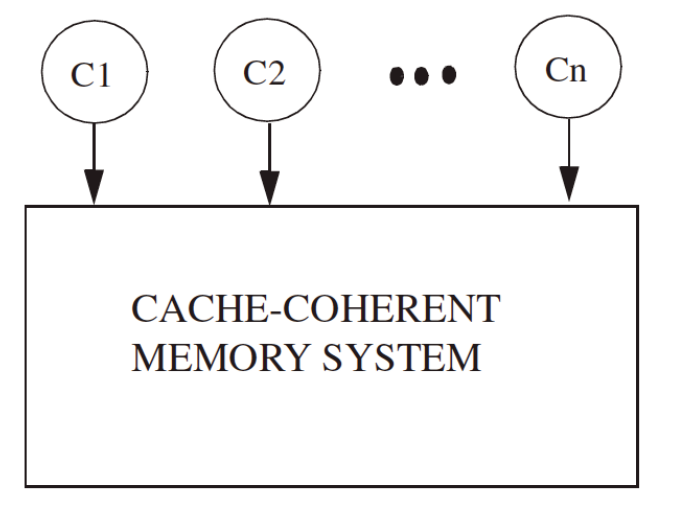 C1 C2 ••• Cn
CACHE-COHERENT
MEMORY SYSTEM